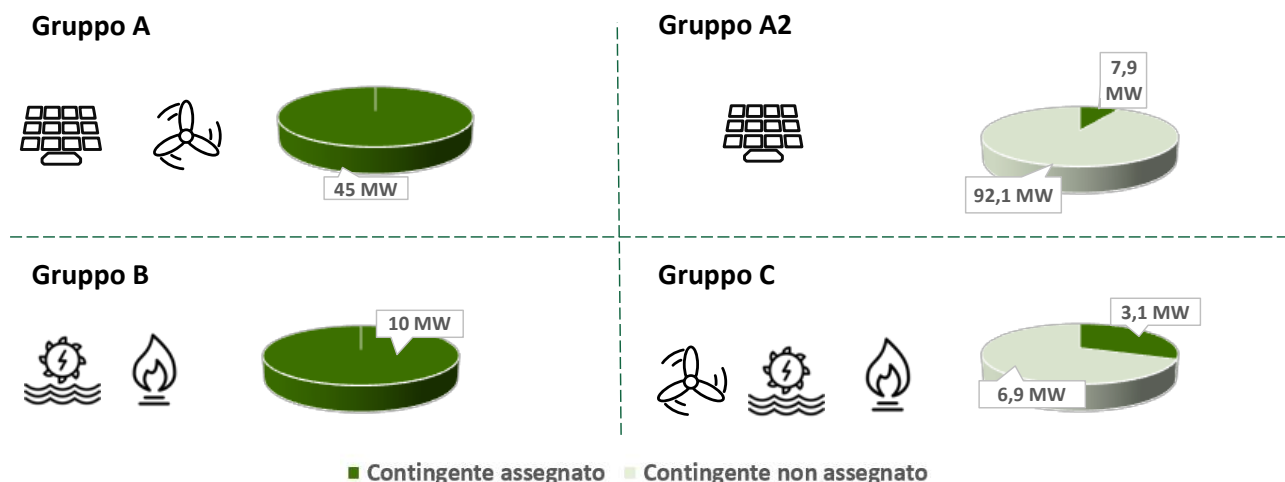 Gruppo A
45 MW
Gruppo A2
7,9
MW
92,1 MW
Gruppo B
10 MW
Gruppo C
3,1 MW
6,9 MW
Contingente assegnato
Contingente non assegnato